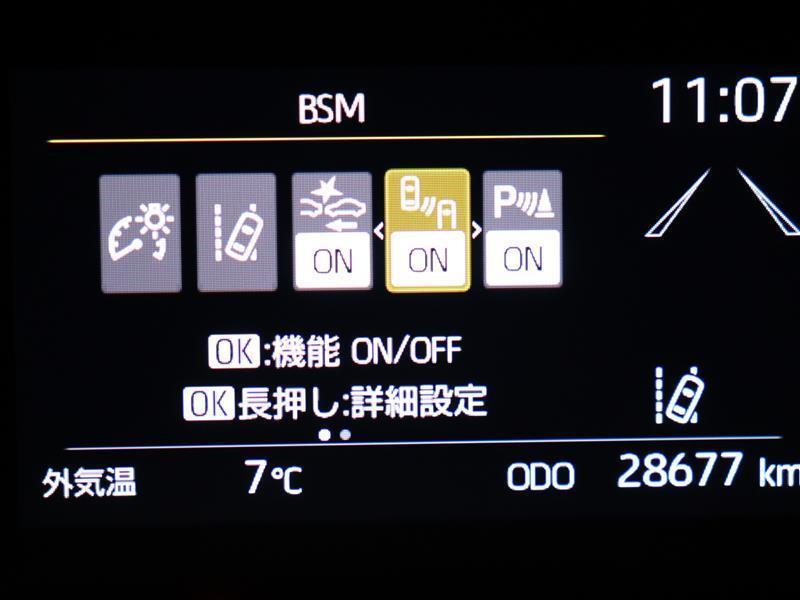 BSM
11:07
ON ON P ON
OK:機能 ON/OFF
OK長押し:詳細設定
外気温 7℃ ODO 28677 km